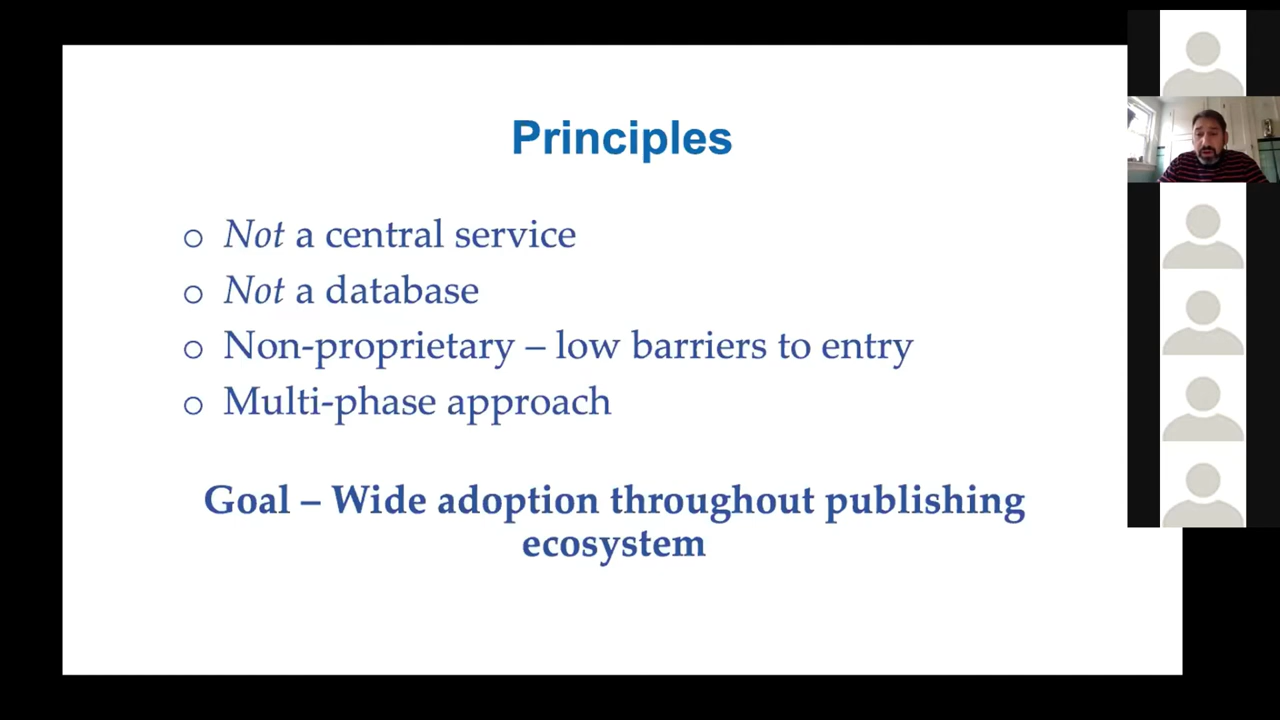 Principles
o Not a central service
o Not a database
o Non-proprietary – low barriers to entry
o Multi-phase approach
Goal – Wide adoption throughout publishing
ecosystem